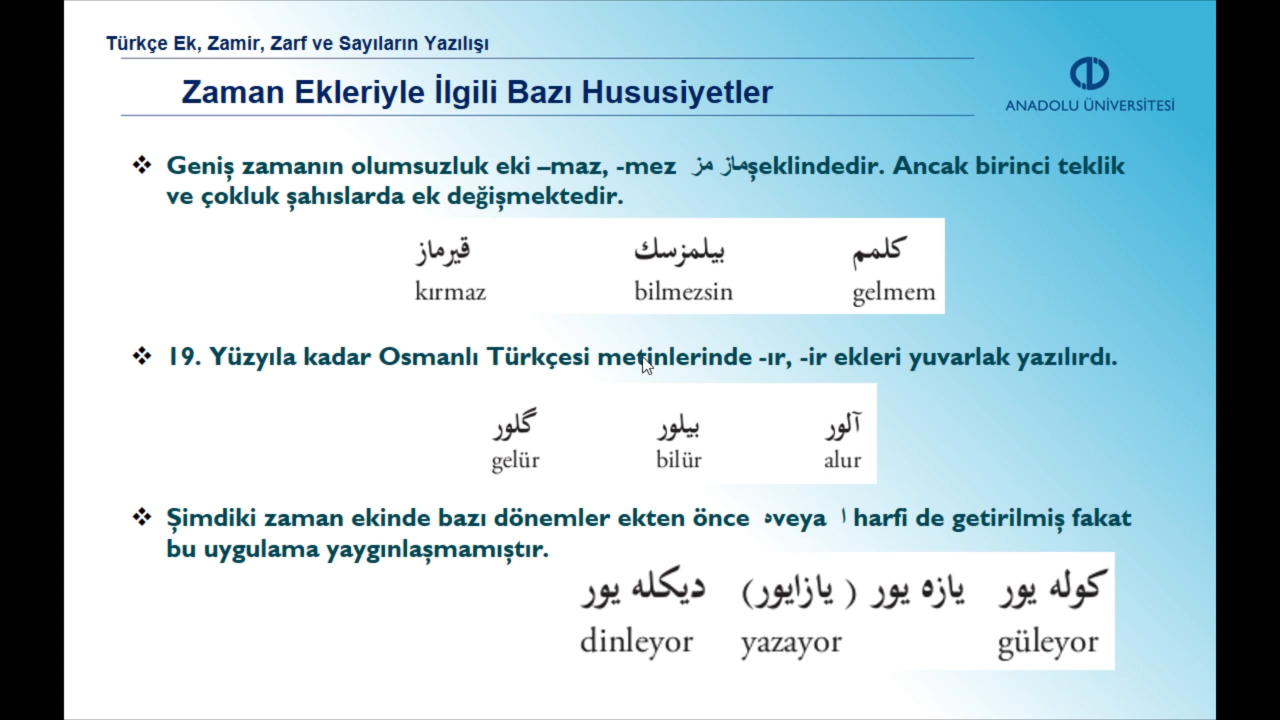 Türkçe Ek, Zamir, Zarf ve Sayıların Yazılışı
Zaman Ekleriyle İlgili Bazı Hususiyetler
ANADOLU ÜNİVERSİTESİ
❖ Geniş zamanın olumsuzluk eki –maz, -mez ماز مز şeklindedir. Ancak birinci teklik
ve çokluk şahıslarda ek değişmektedir.
قيرماز بيلمزسك كلمم
kırmaz bilmezsin gelmem
❖ 19. Yüzyıla kadar Osmanlı Türkçesi metinlerinde -ır, -ir ekleri yuvarlak yazılırdı.
گلور بيلور آلور
gelür bilür alur
❖ Şimdiki zaman ekinde bazı dönemler ekten önce ه veya ا harfi de getirilmiş fakat
bu uygulama yaygınlaşmamıştır.
كوله يور يازه يور ( يازايور) ديكله يور
dinleyor yazayor güleyor